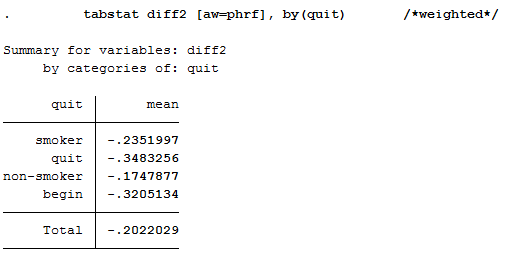 . tabstat diff2 [aw=phrf], by(quit) /*weighted*/
Summary for variables: diff2
by categories of: quit
quit | mean
smoker | -.2351997
quit | -.3483256
non-smoker | -.1747877
begin | -.3205134
Total | -.2022029